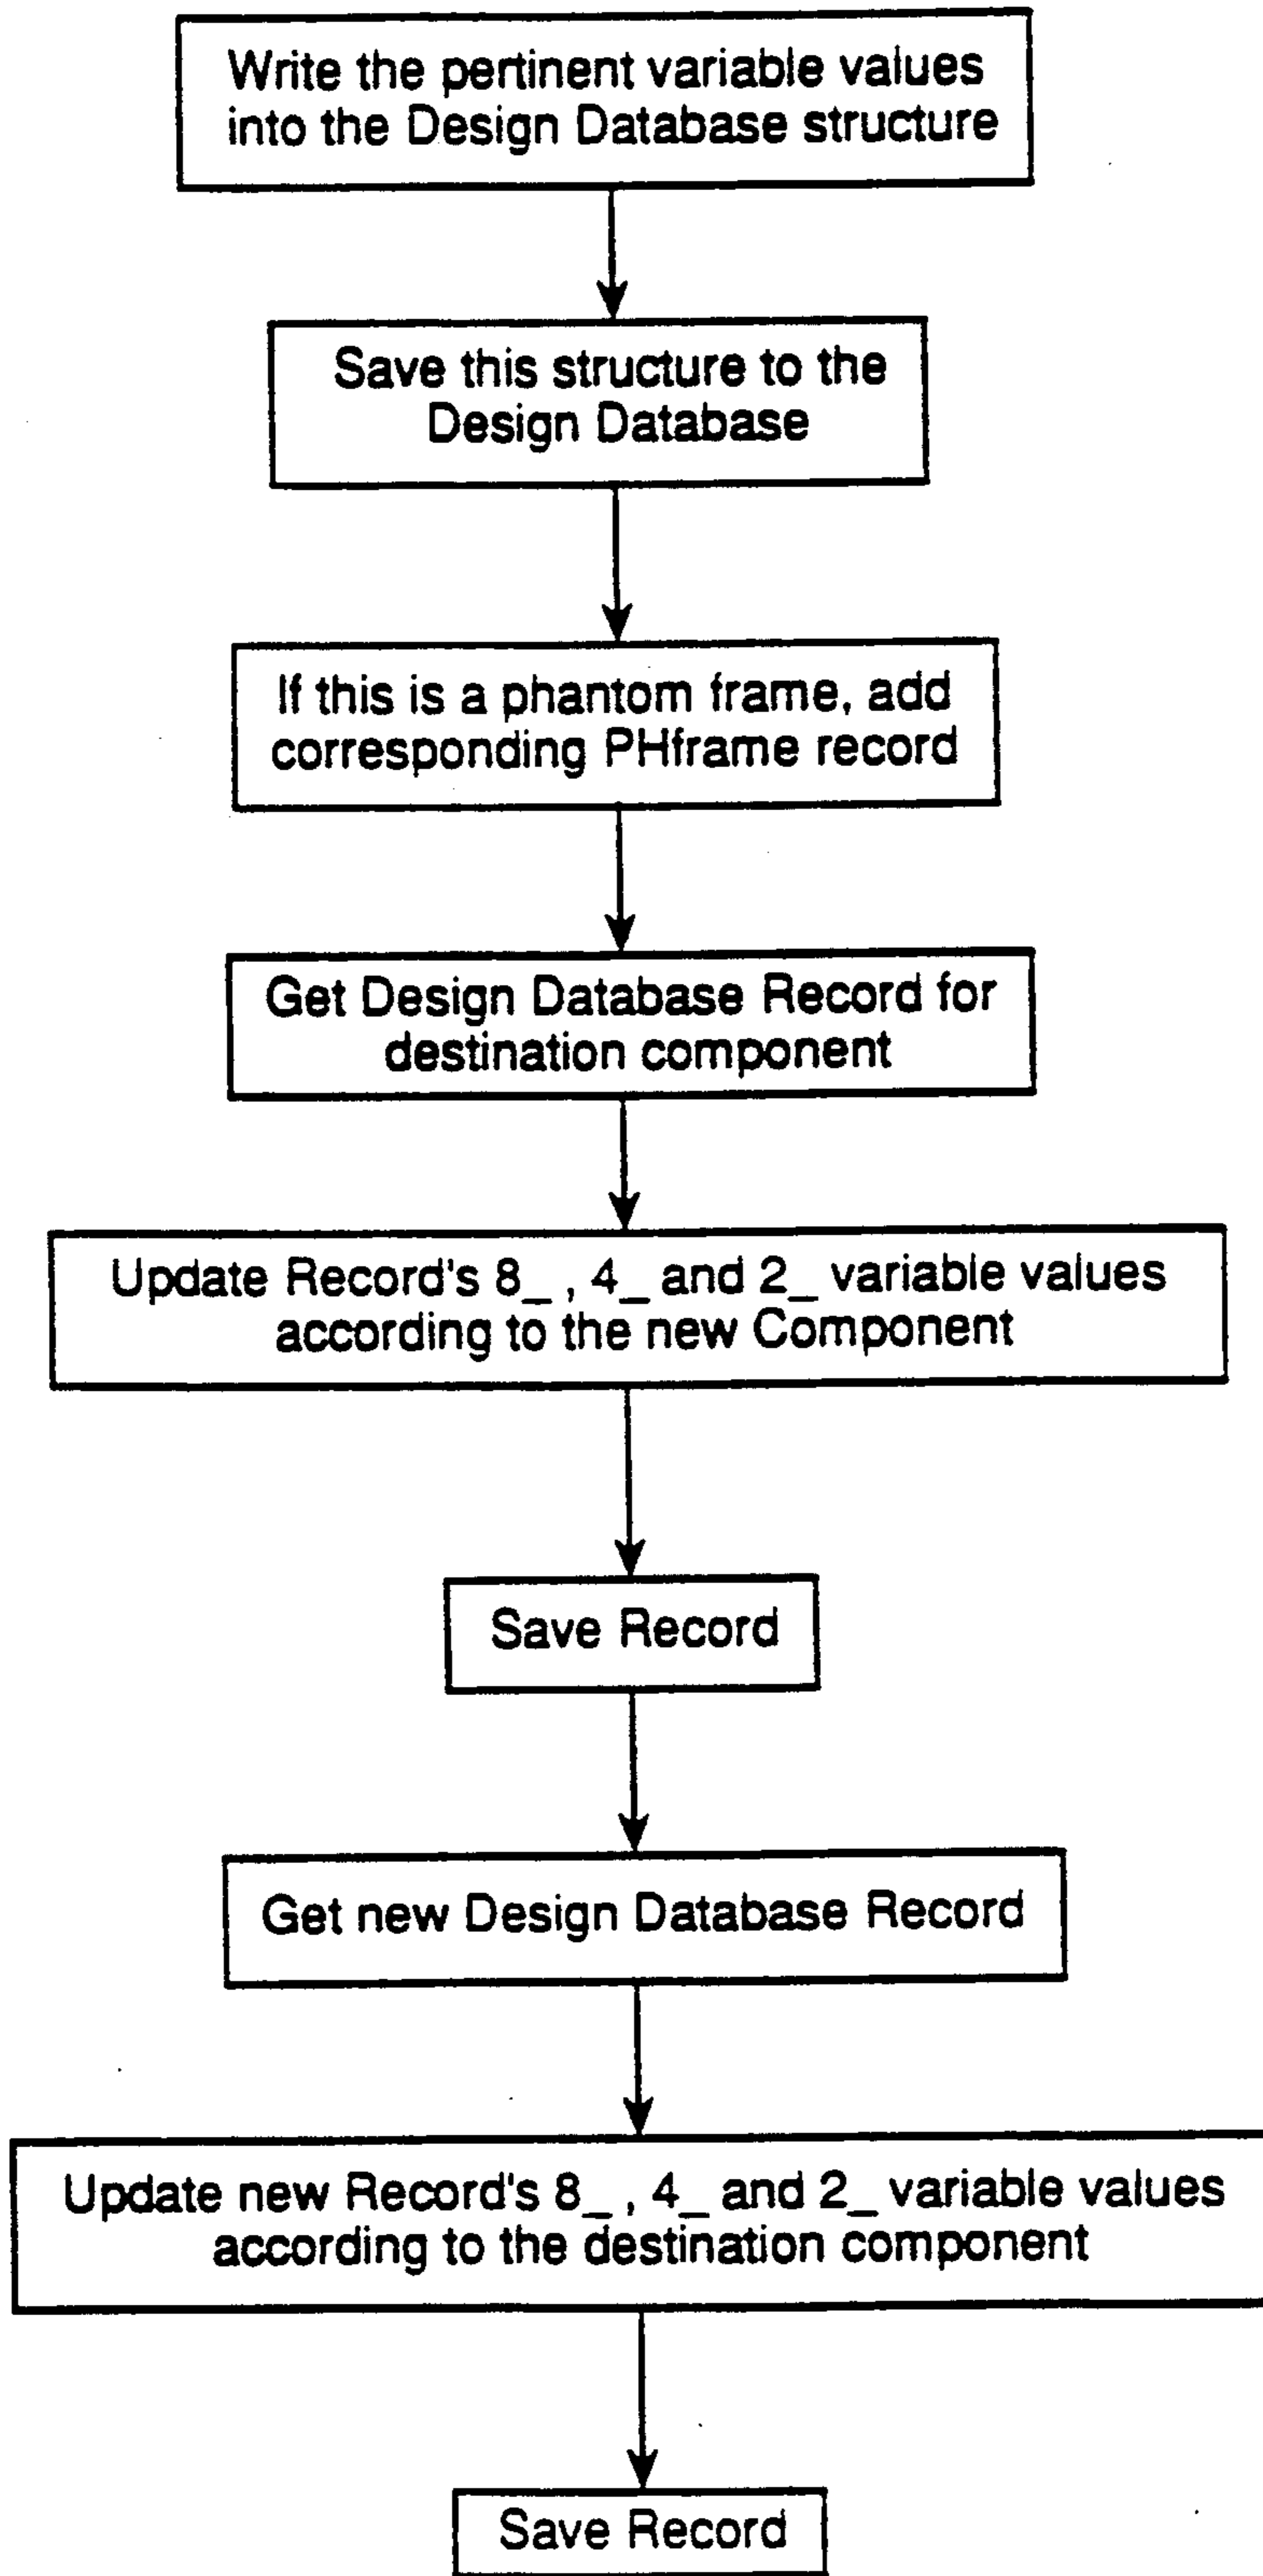 Write the pertinent variable values
into the Design Database structure
Save this structure to the
Design Database
If this is a phantom frame, add
corresponding PHframe record
Get Design Database Record for
destination component
Update Record's 8_ , 4_ and 2_ variable values
according to the new Component
Save Record
Get new Design Database Record
Update new Record's 8_ , 4_ and 2_ variable values
according to the destination component
Save Record